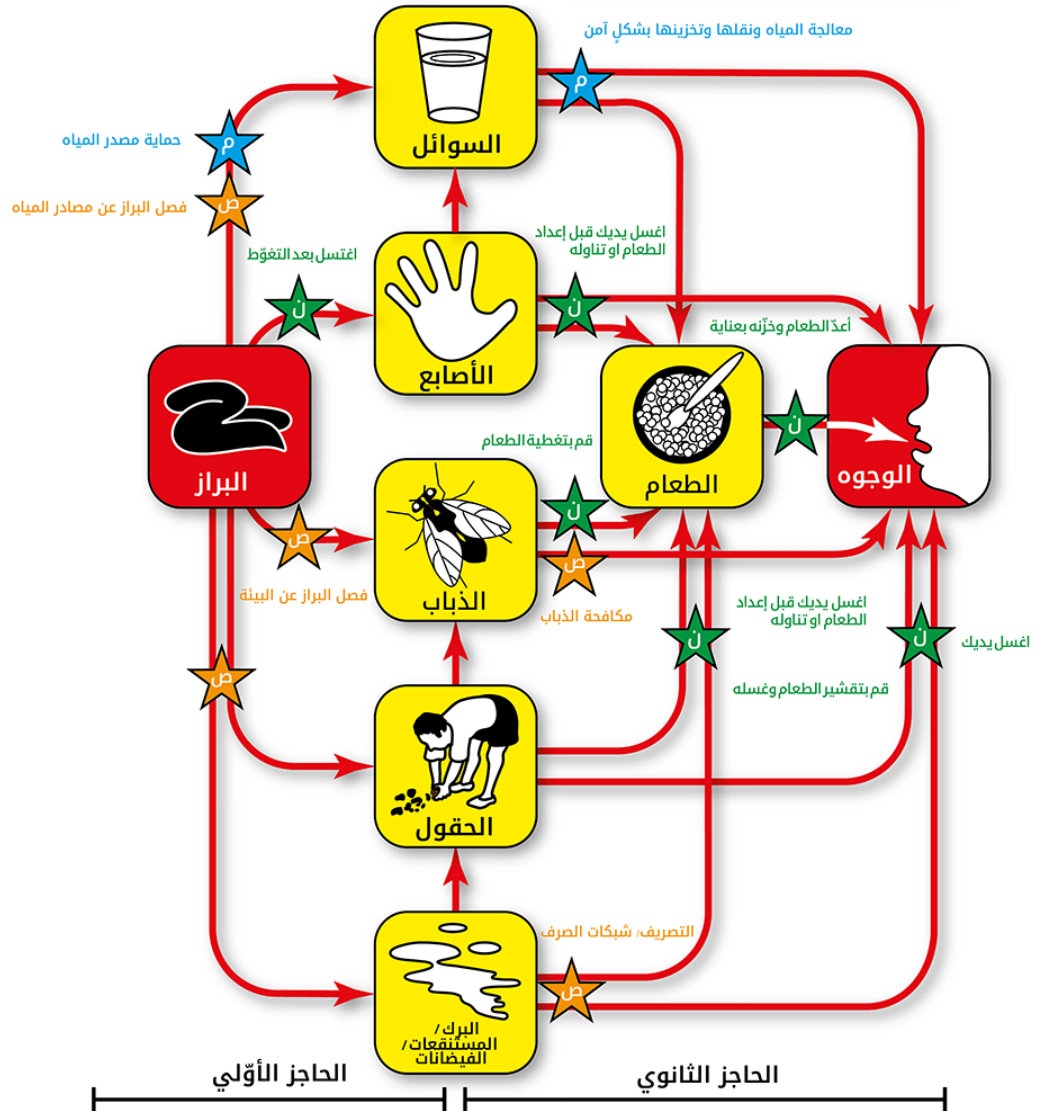 معالجة المياه ونقلها وتخزينها بشكلٍ آمن
م
السوائل
م
حماية مصدر المياه
ص
فصل البراز عن مصادر المياه
اغسل يديك قبل إعداد
الطعام او تناوله
اغتسل بعد التغوّط
ن
ن
أعدّ الطعام وخزّنه بعناية
الأصابع
ن
قم بتغطية الطعام
الوجوه
الطعام
البراز
ن
ص
ص
فصل البراز عن البيئة
الذباب
مكافحة الذباب
اغسل يديك قبل إعداد
الطعام او تناوله
ن
ن
اغسل يديك
ص
قم بتقشير الطعام وغسله
الحقول
التصريف/ شبكات الصرف
ص
البرك/
المستنقعات/
الفيضانات
الحاجز الثانوي
الحاجز الأوّلي